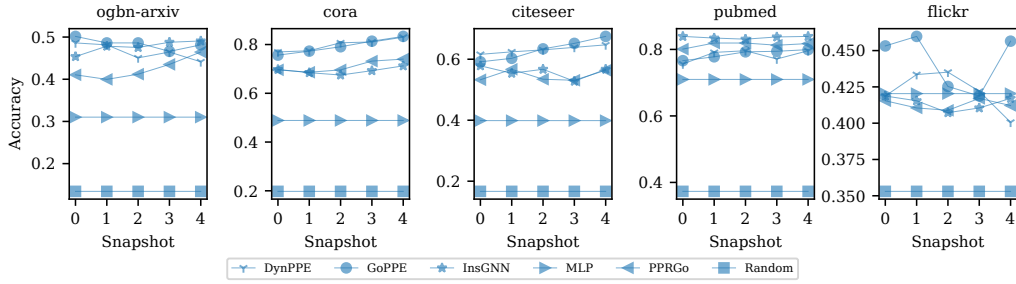 ogbn-arxiv cora citeseer pubmed flickr
Accuracy
0.5
0.4
0.3
0.2
0 1 2 3 4
Snapshot
0.8
0.6
0.4
0.2
0 1 2 3 4
Snapshot
0.6
0.4
0.2
0 1 2 3 4
Snapshot
0.8
0.6
0.4
0 1 2 3 4
Snapshot
0.450
0.425
0.400
0.375
0.350
0 1 2 3 4
Snapshot
DynPPE GoPPE InsGNN MLP PPRGo Random